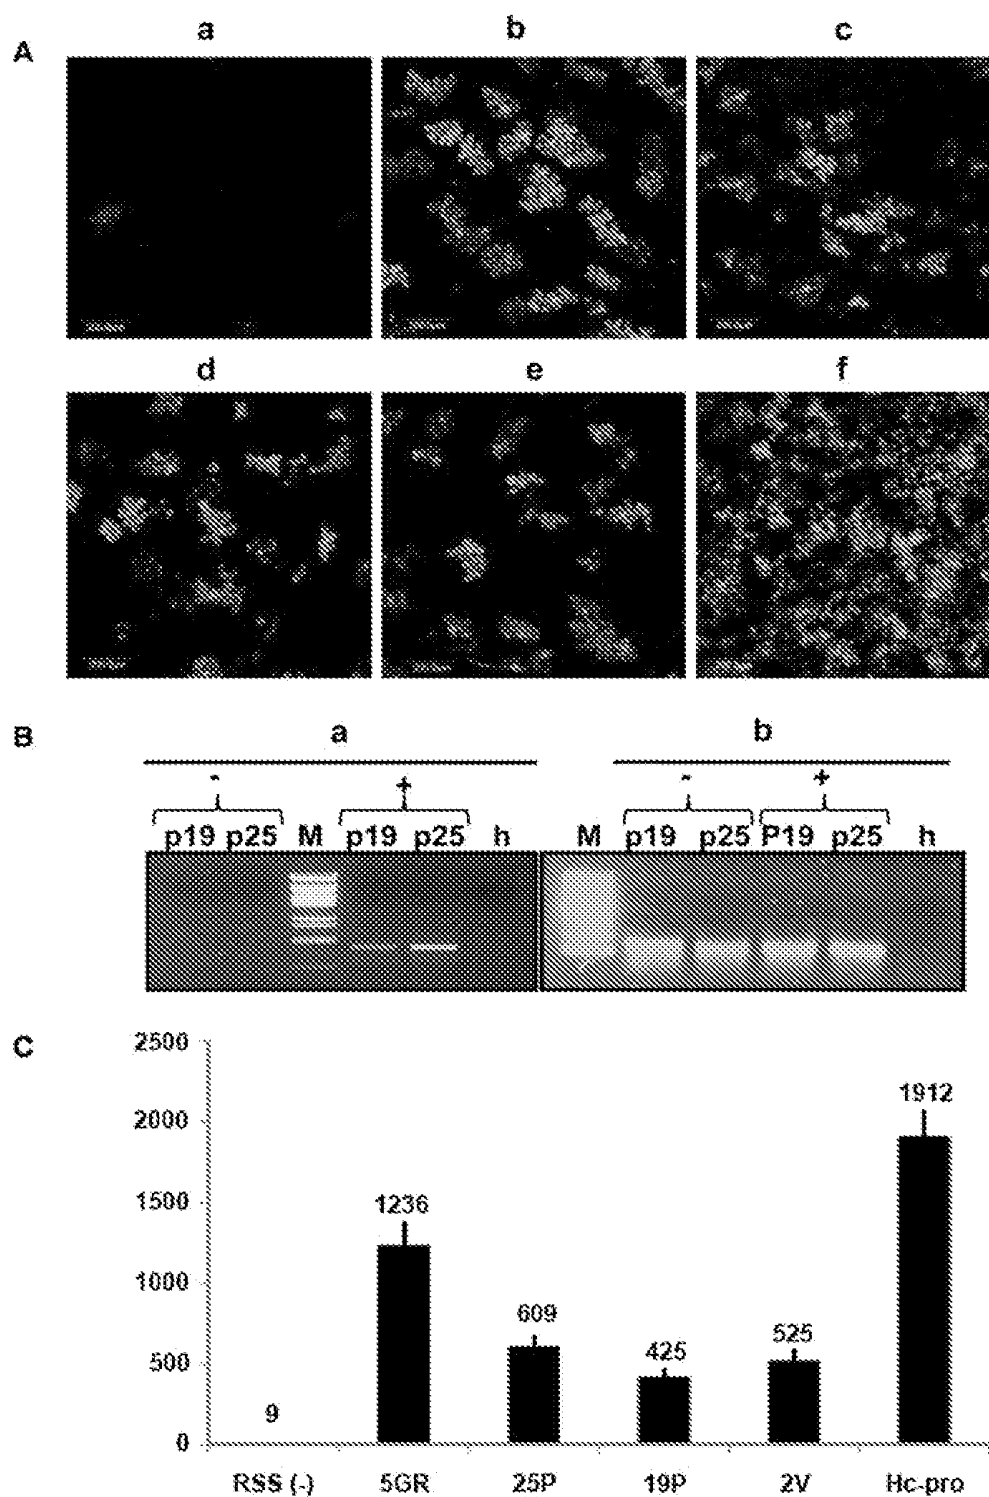 A
a b c
d e f
B
a b
- + - +
p19 p25 M p19 p25 h M p19 p25 P19 p25 h
C
2500
2000
1500
1000
500
0
9
1236
609
425
525
1912
RSS (-) 5GR 25P 19P 2V Hc-pro